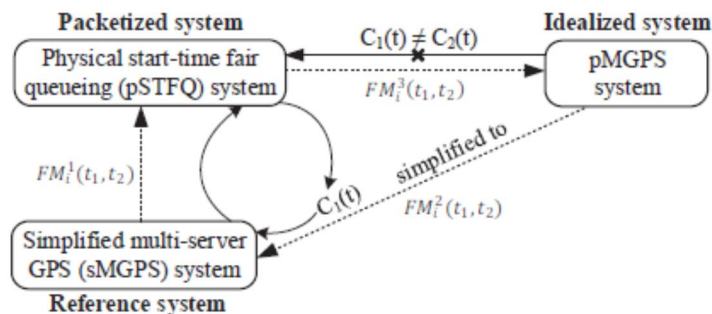 Packetized system
Idealized system
Physical start-time fair
queueing (pSTFQ) system
C₁(t) ≠ C₂(t)
pMGPS
system
FMᵢ³(t₁,t₂)
simplified to
FMᵢ¹(t₁,t₂)
C₁(t)
FMᵢ²(t₁,t₂)
Simplified multi-server
GPS (sMGPS) system
Reference system